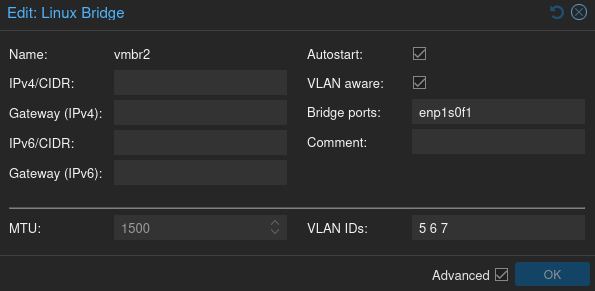 Edit: Linux Bridge
Name: vmbr2 Autostart:
IPv4/CIDR: VLAN aware:
Gateway (IPv4): Bridge ports: enp1s0f1
IPv6/CIDR: Comment:
Gateway (IPv6):
MTU: 1500 VLAN IDs: 5 6 7
Advanced OK